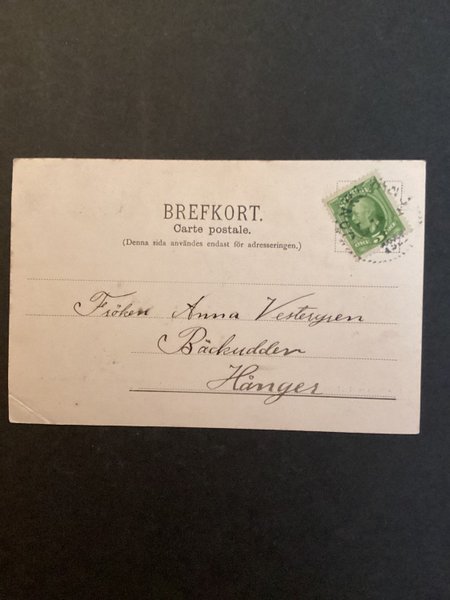 BREFKORT.
Carte postale.
(Denna sida användes endast för adresseringen.)
Fröken Anna Vestergren
Bäckudden
Hånger